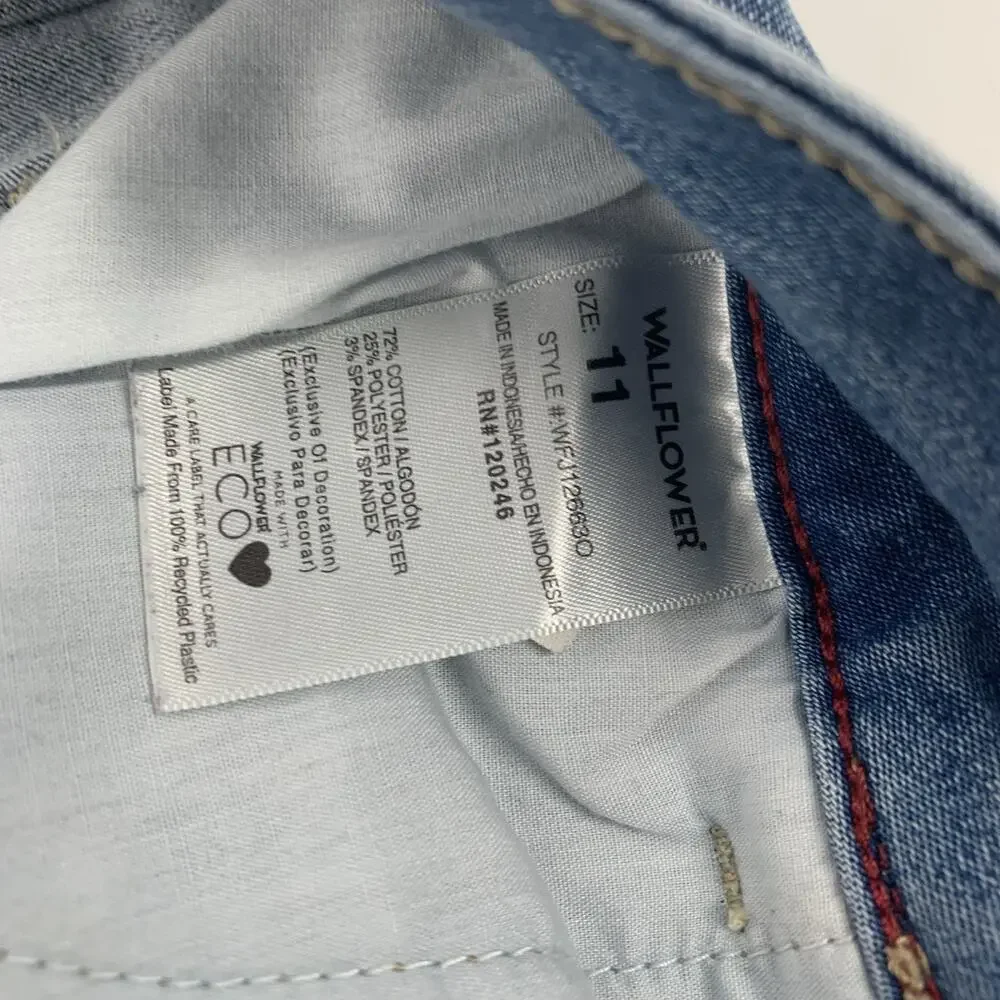 WALLFLOWER®
SIZE: 11
STYLE #:WFJ126630
MADE IN INDONESIA/HECHO EN INDONESIA
RN#120246
72% COTTON / ALGODÓN
25% POLYESTER / POLIÉSTER
3% SPANDEX / SPANDEX
(Exclusive Of Decoration)
(Exclusivo Para Decorar)
MADE WITH
WALLFLOWER
ECO
A CARE LABEL THAT ACTUALLY CARES
Label Made From 100% Recycled Plastic